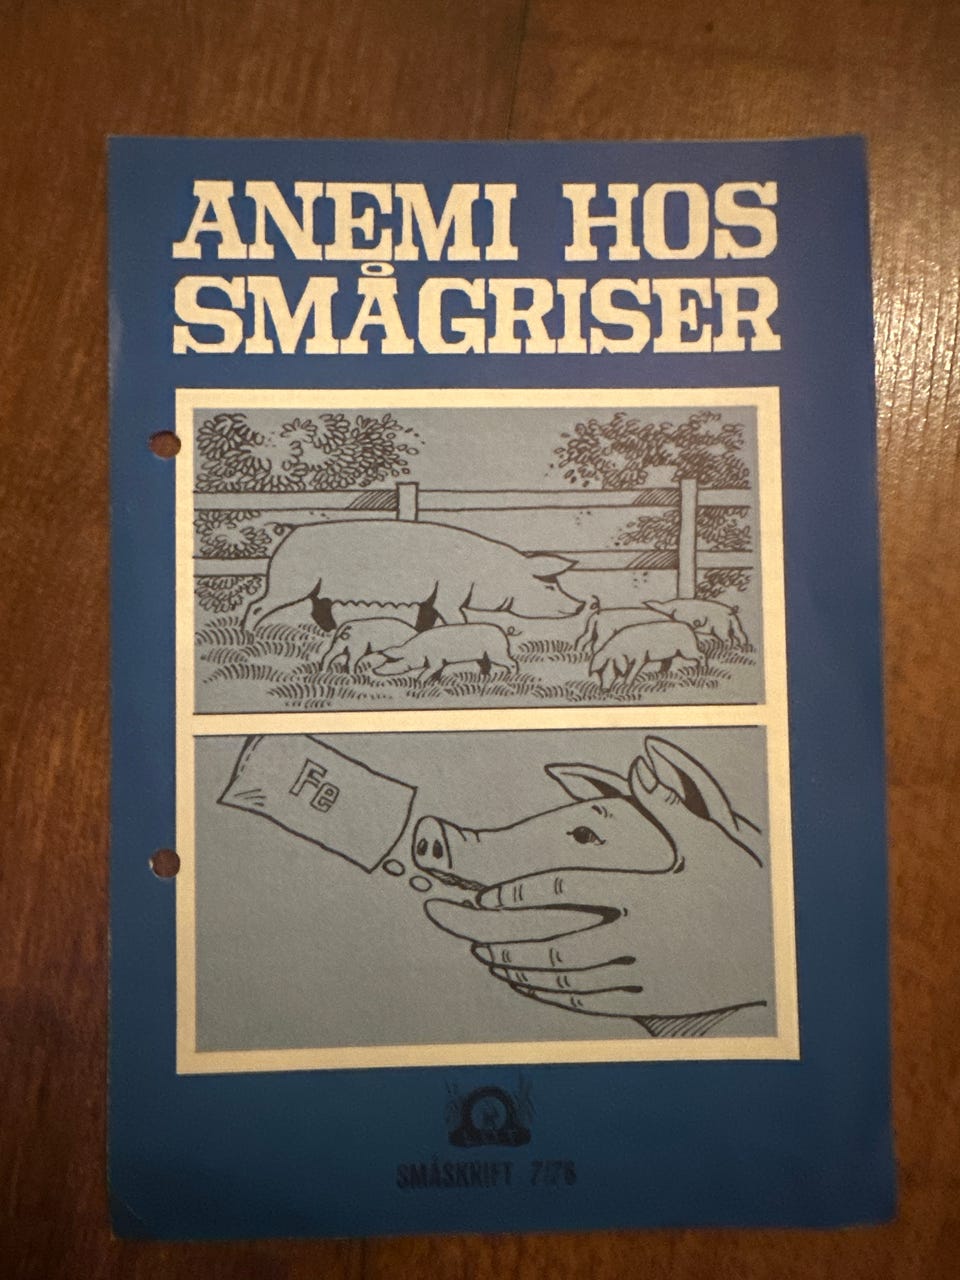 ANEMI HOS
SMÅGRISER
Fe
SMÅSKRIFT 7/76